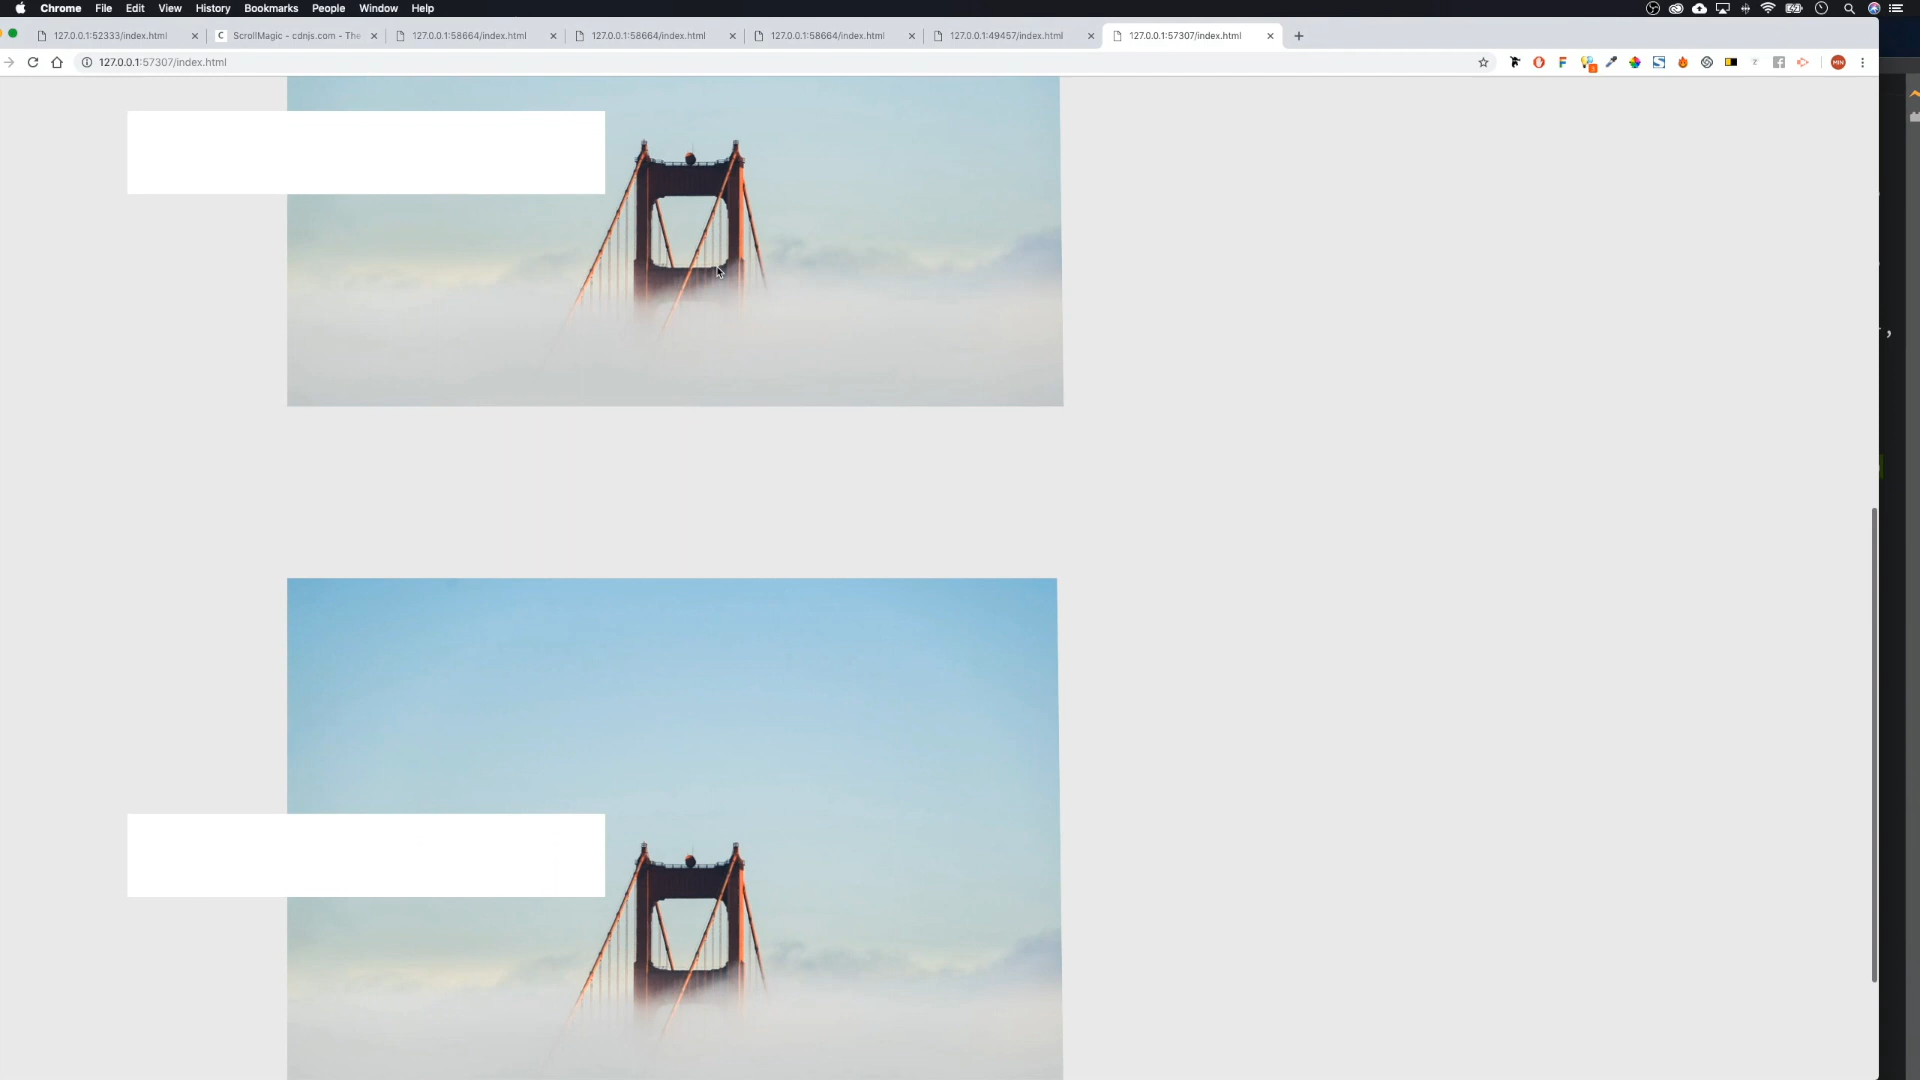 Chrome File Edit View History Bookmarks People Window Help
127.0.0.1:52333/index.html
ScrollMagic - cdnjs.com - The
127.0.0.1:58664/index.html
127.0.0.1:58664/index.html
127.0.0.1:58664/index.html
127.0.0.1:49457/index.html
127.0.0.1:57307/index.html
127.0.0.1:57307/index.html